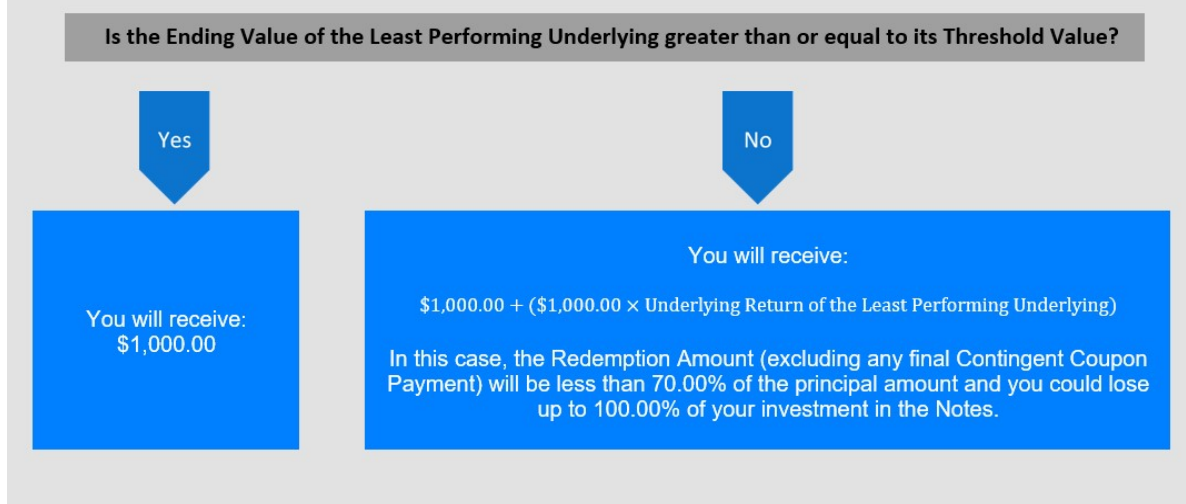 Is the Ending Value of the Least Performing Underlying greater than or equal to its Threshold Value?
Yes
No
You will receive:
$1,000.00
You will receive:
$1,000.00 + ($1,000.00 × Underlying Return of the Least Performing Underlying)
In this case, the Redemption Amount (excluding any final Contingent Coupon
Payment) will be less than 70.00% of the principal amount and you could lose
up to 100.00% of your investment in the Notes.